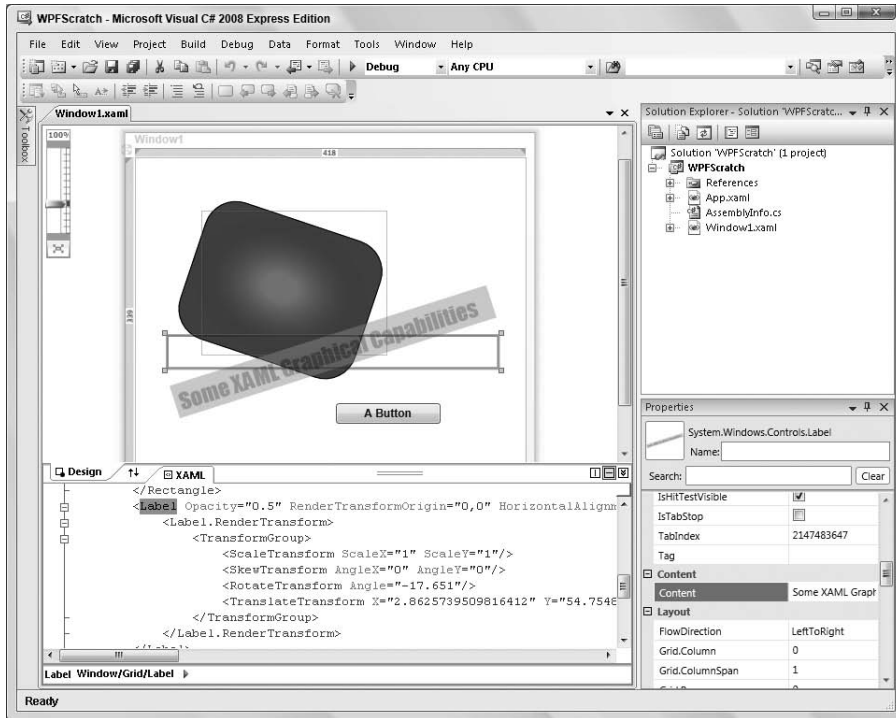 WPFScratch - Microsoft Visual C# 2008 Express Edition
File Edit View Project Build Debug Data Format Tools Window Help
Debug Any CPU
Toolbox
Window1.xaml
100%
Window1
418
339
Some XAML Graphical Capabilities
A Button
Design XAML
</Rectangle>
<Label Opacity="0.5" RenderTransformOrigin="0,0" HorizontalAlignm
<Label.RenderTransform>
<TransformGroup>
<ScaleTransform ScaleX="1" ScaleY="1"/>
<SkewTransform AngleX="0" AngleY="0"/>
<RotateTransform Angle="-17.651"/>
<TranslateTransform X="2.8625739509816412" Y="54.7546
</TransformGroup>
</Label.RenderTransform>
</Label>
Label Window/Grid/Label
Solution Explorer - Solution 'WPFScratc...
Solution 'WPFScratch' (1 project)
WPFScratch
References
App.xaml
AssemblyInfo.cs
Window1.xaml
Properties
System.Windows.Controls.Label
Name:
Search: Clear
IsHitTestVisible
IsTabStop
TabIndex 2147483647
Tag
Content
Content Some XAML Graph
Layout
FlowDirection LeftToRight
Grid.Column 0
Grid.ColumnSpan 1
Ready